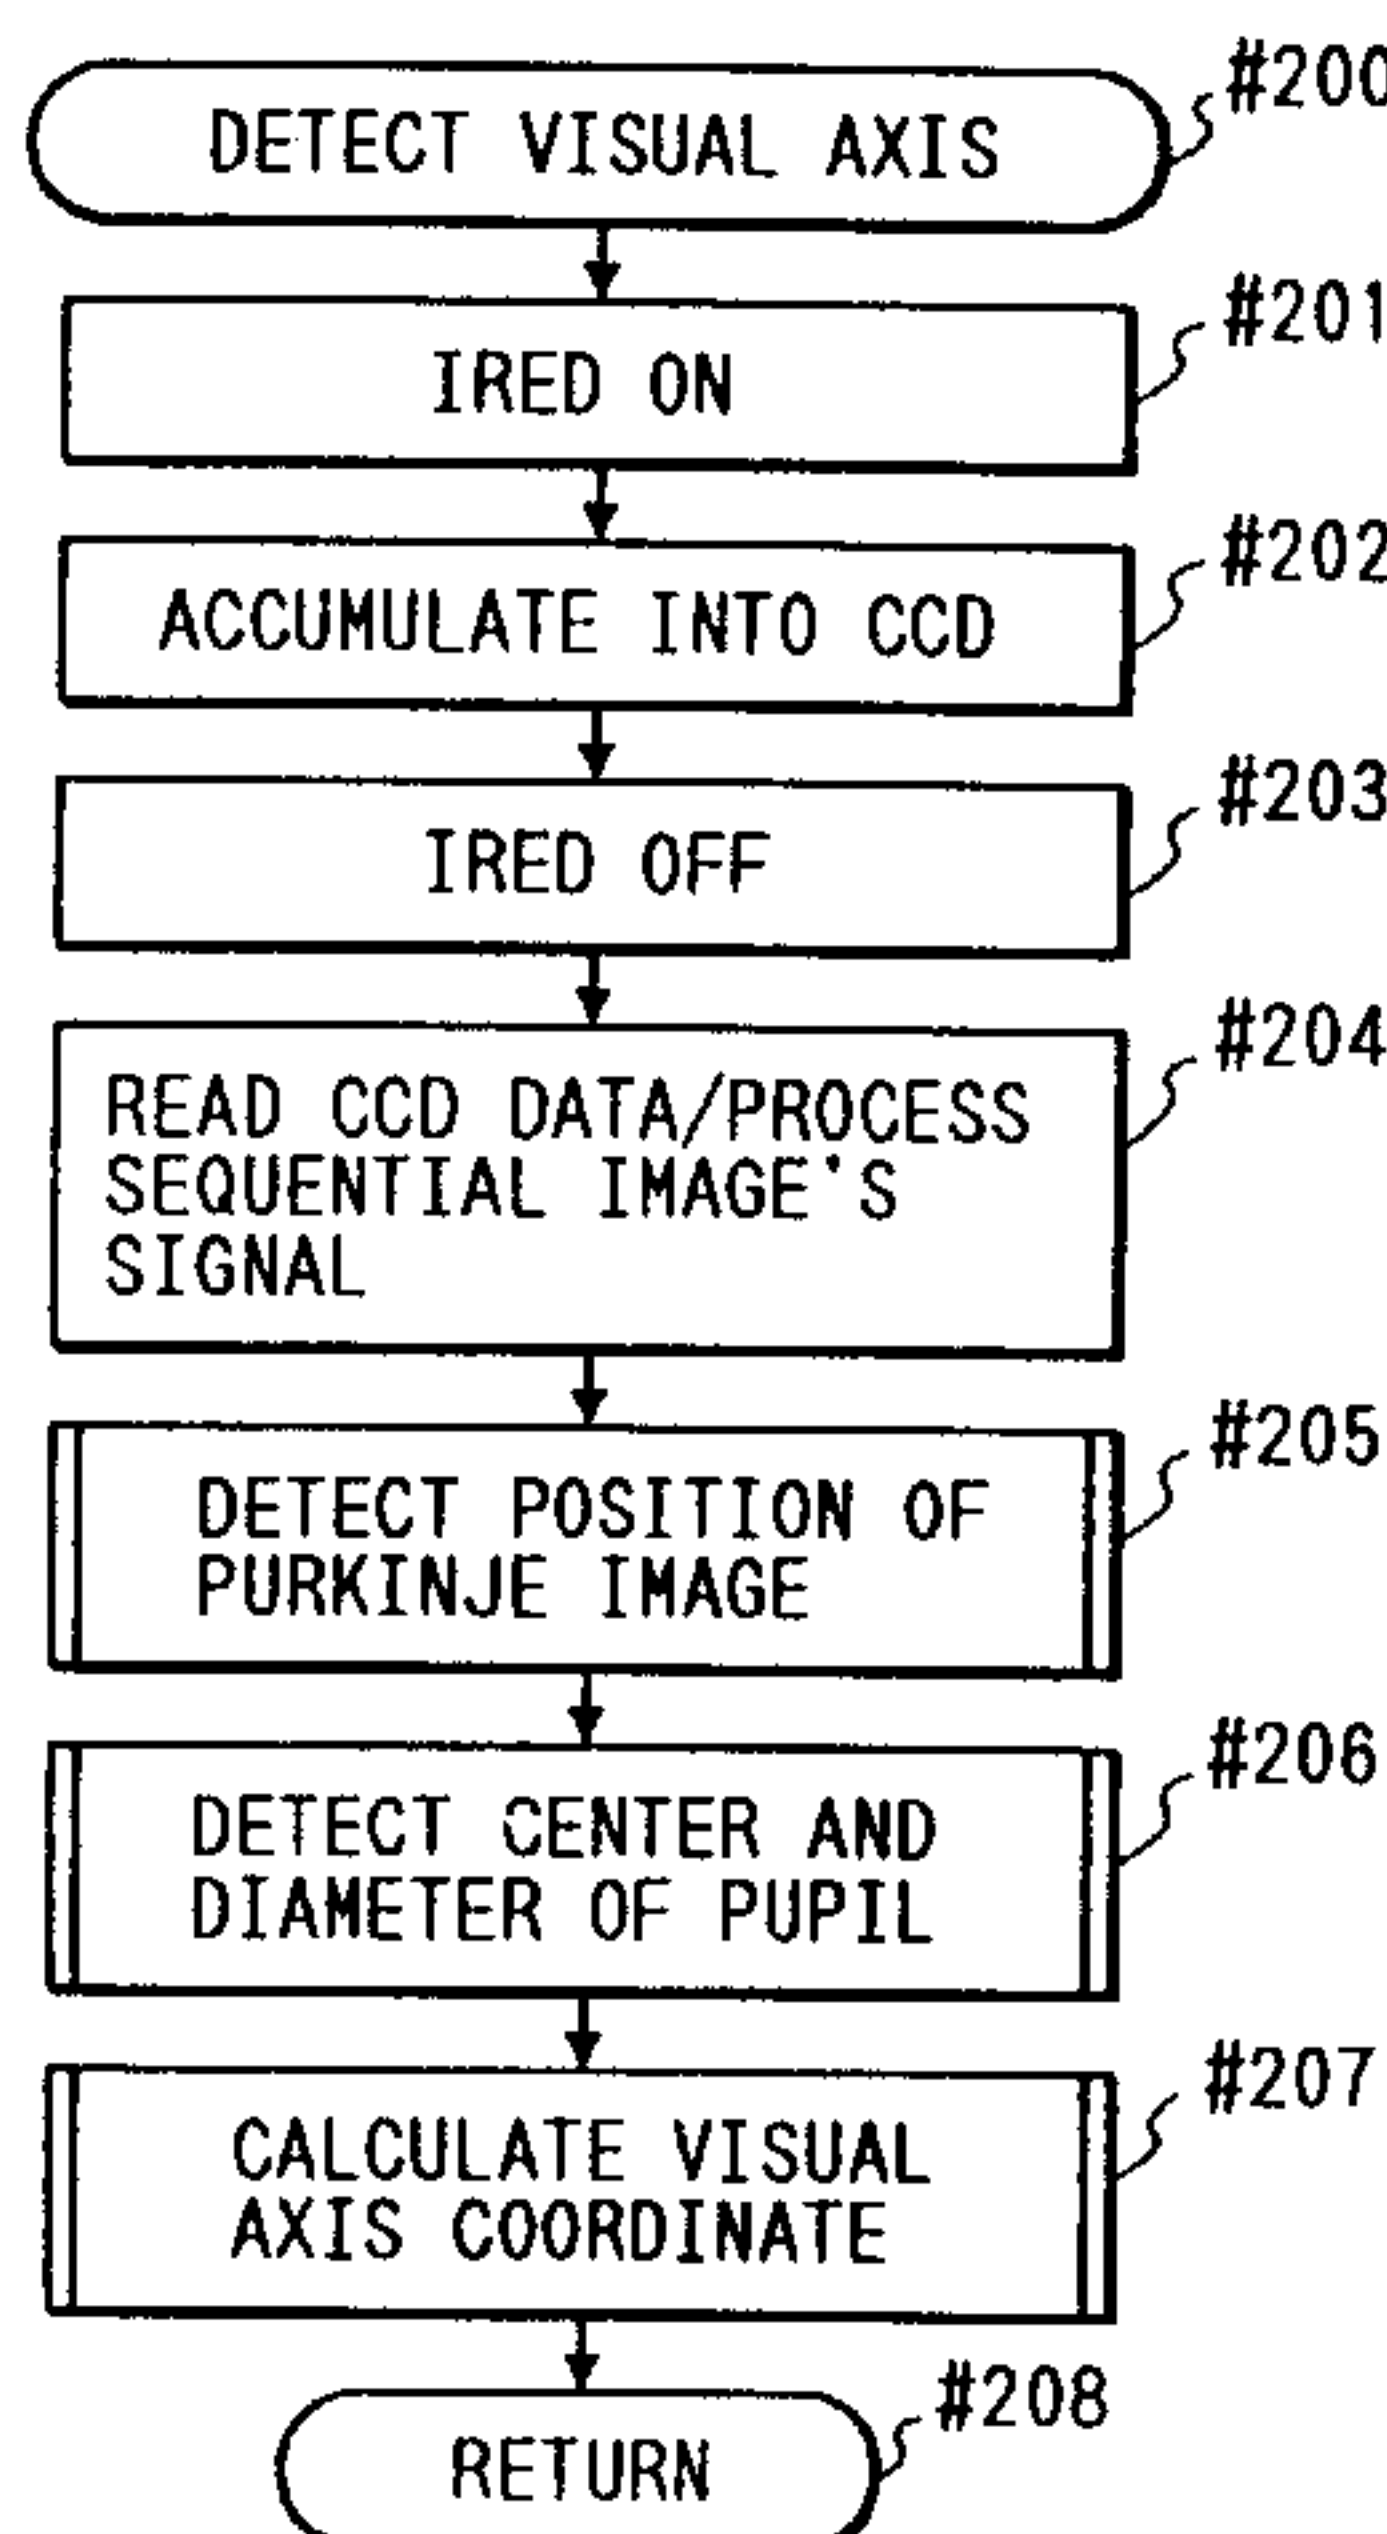 DETECT VISUAL AXIS
#200
IRED ON
#201
ACCUMULATE INTO CCD
#202
IRED OFF
#203
READ CCD DATA/PROCESS
SEQUENTIAL IMAGE'S
SIGNAL
#204
DETECT POSITION OF
PURKINJE IMAGE
#205
DETECT CENTER AND
DIAMETER OF PUPIL
#206
CALCULATE VISUAL
AXIS COORDINATE
#207
RETURN
#208